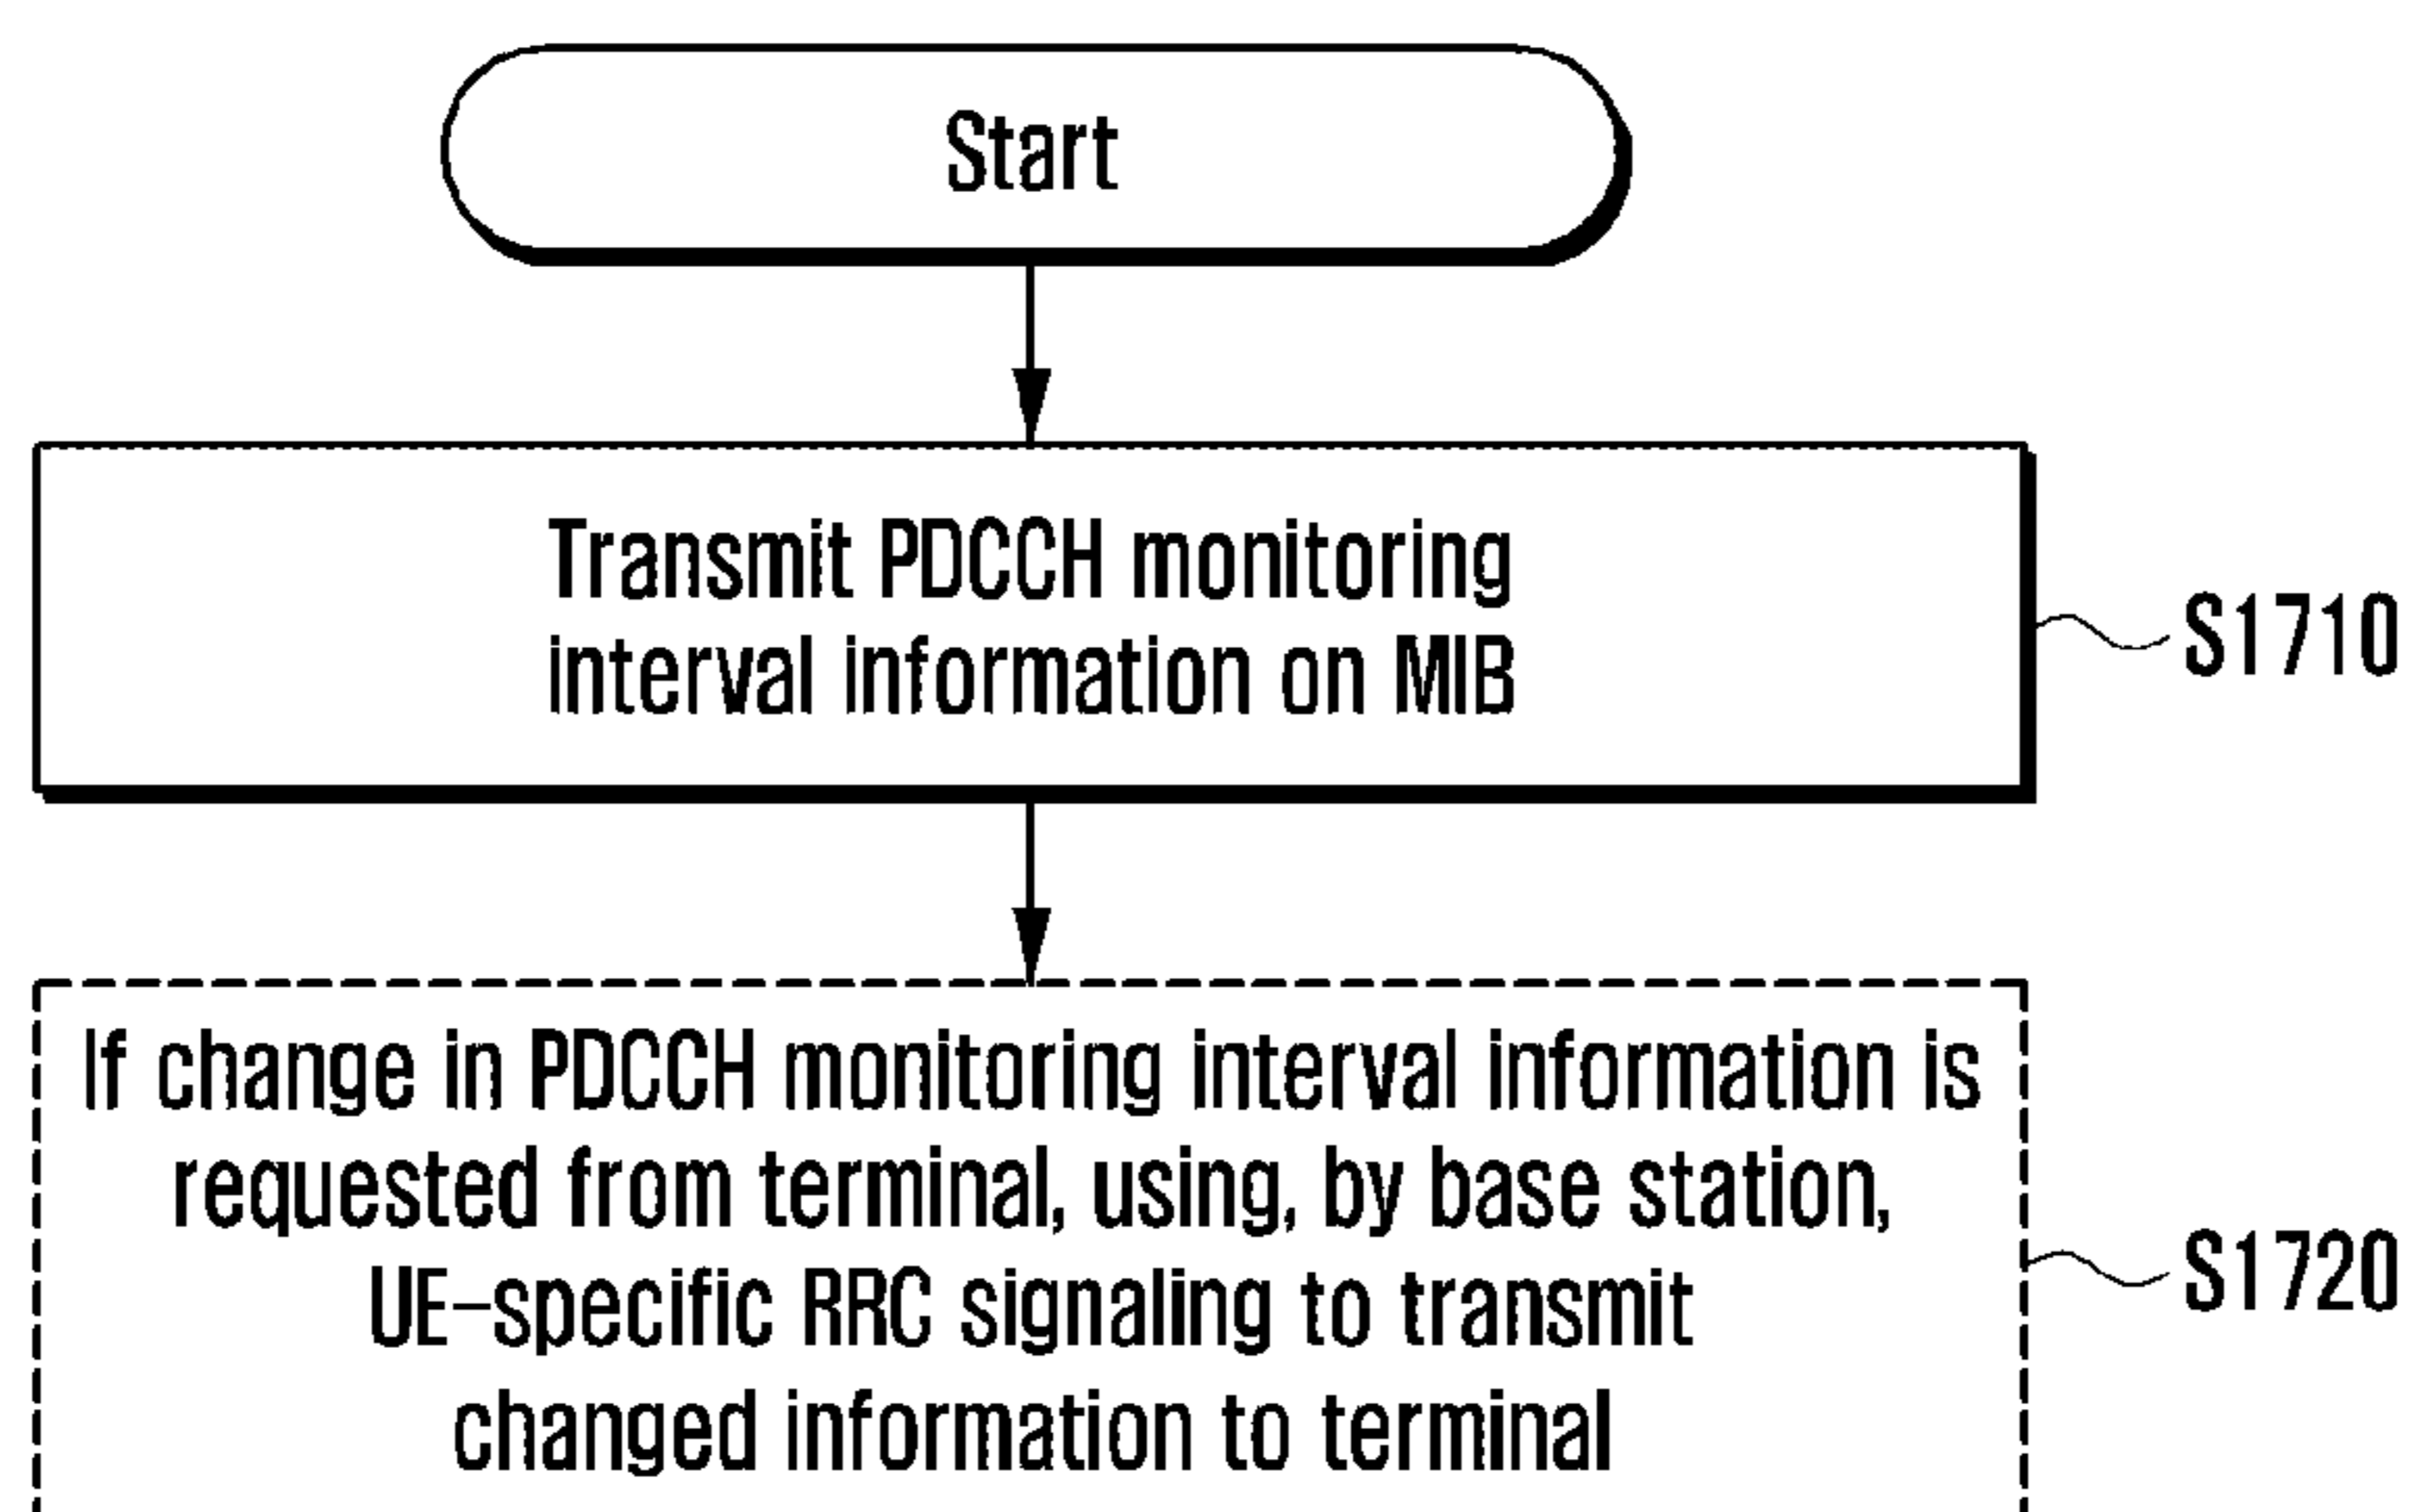 Start
Transmit PDCCH monitoring
interval information on MIB
S1710
If change in PDCCH monitoring interval information is
requested from terminal, using, by base station,
UE-specific RRC signaling to transmit
changed information to terminal
S1720